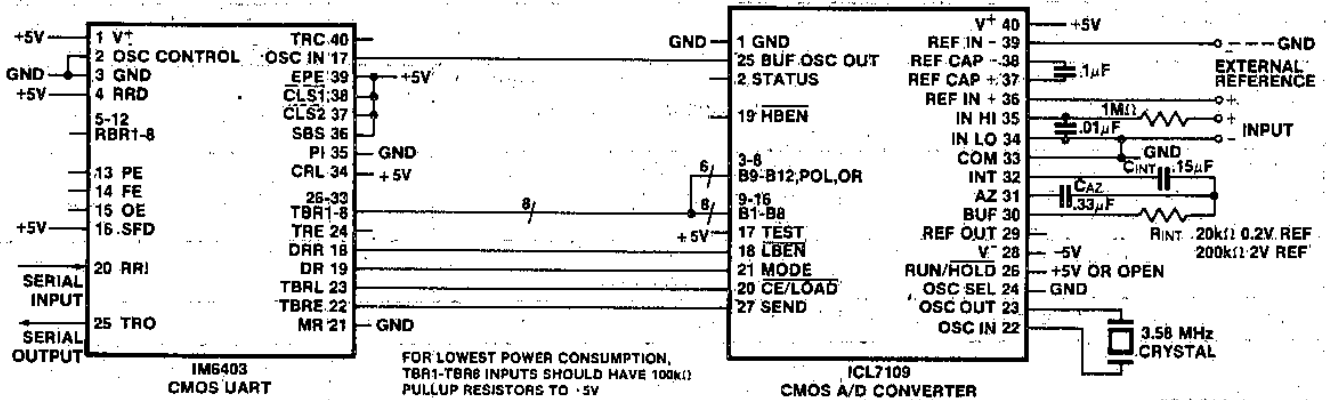 +5V
1 V+
2 OSC CONTROL
GND
3 GND
+5V
4 RRD
5-12
RBR1-8
13 PE
14 FE
15 OE
+5V
16 SFD
20 RRI
SERIAL
INPUT
25 TRO
SERIAL
OUTPUT
TRC 40
OSC IN 17
EPE 39
+5V
CLS1 38
CLS2 37
SBS 36
PI 35
GND
CRL 34
+5V
26-33
TBR1-8
8
TRE 24
DRR 18
DR 19
TBRL 23
TBRE 22
MR 21
GND
IM6403
CMOS UART
FOR LOWEST POWER CONSUMPTION,
TBR1-TBR8 INPUTS SHOULD HAVE 100kΩ
PULLUP RESISTORS TO +5V
GND
1 GND
25 BUF OSC OUT
2 STATUS
19 HBEN
6
3-8
B9-B12,POL,OR
8
9-16
B1-B8
+5V
17 TEST
18 LBEN
21 MODE
20 CE/LOAD
27 SEND
V+ 40
+5V
REF IN - 39
GND
EXTERNAL
REFERENCE
REF CAP - 38
.1µF
REF CAP + 37
REF IN + 36
+
IN HI 35
1MΩ
+
INPUT
.01µF
IN LO 34
-
COM 33
GND
INT 32
CINT
.15µF
AZ 31
CAZ
.33µF
BUF 30
RINT
20kΩ 0.2V REF
200kΩ 2V REF
REF OUT 29
V- 28
-5V
RUN/HOLD 26
+5V OR OPEN
OSC SEL 24
GND
OSC OUT 23
OSC IN 22
3.58 MHz
CRYSTAL
ICL7109
CMOS A/D CONVERTER